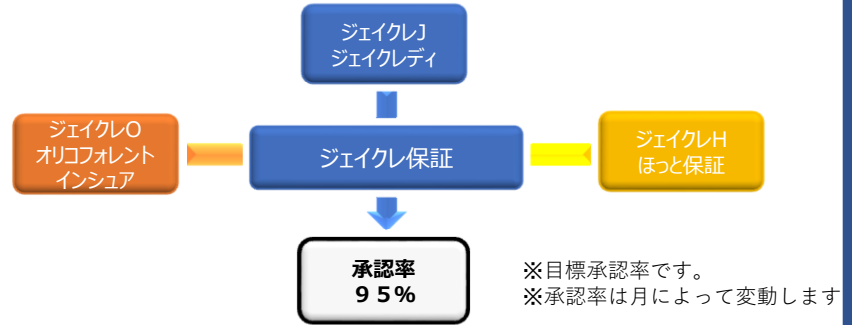 ジェイクレJ
ジェイクレディ
ジェイクレO
オリコフォレント
インシュア
ジェイクレ保証
ジェイクレH
ほっと保証
承認率
９５%
※目標承認率です。
※承認率は月によって変動します